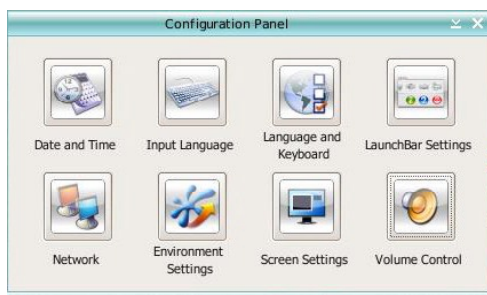 Configuration Panel
Date and Time
Input Language
Language and
Keyboard
LaunchBar Settings
Network
Environment
Settings
Screen Settings
Volume Control